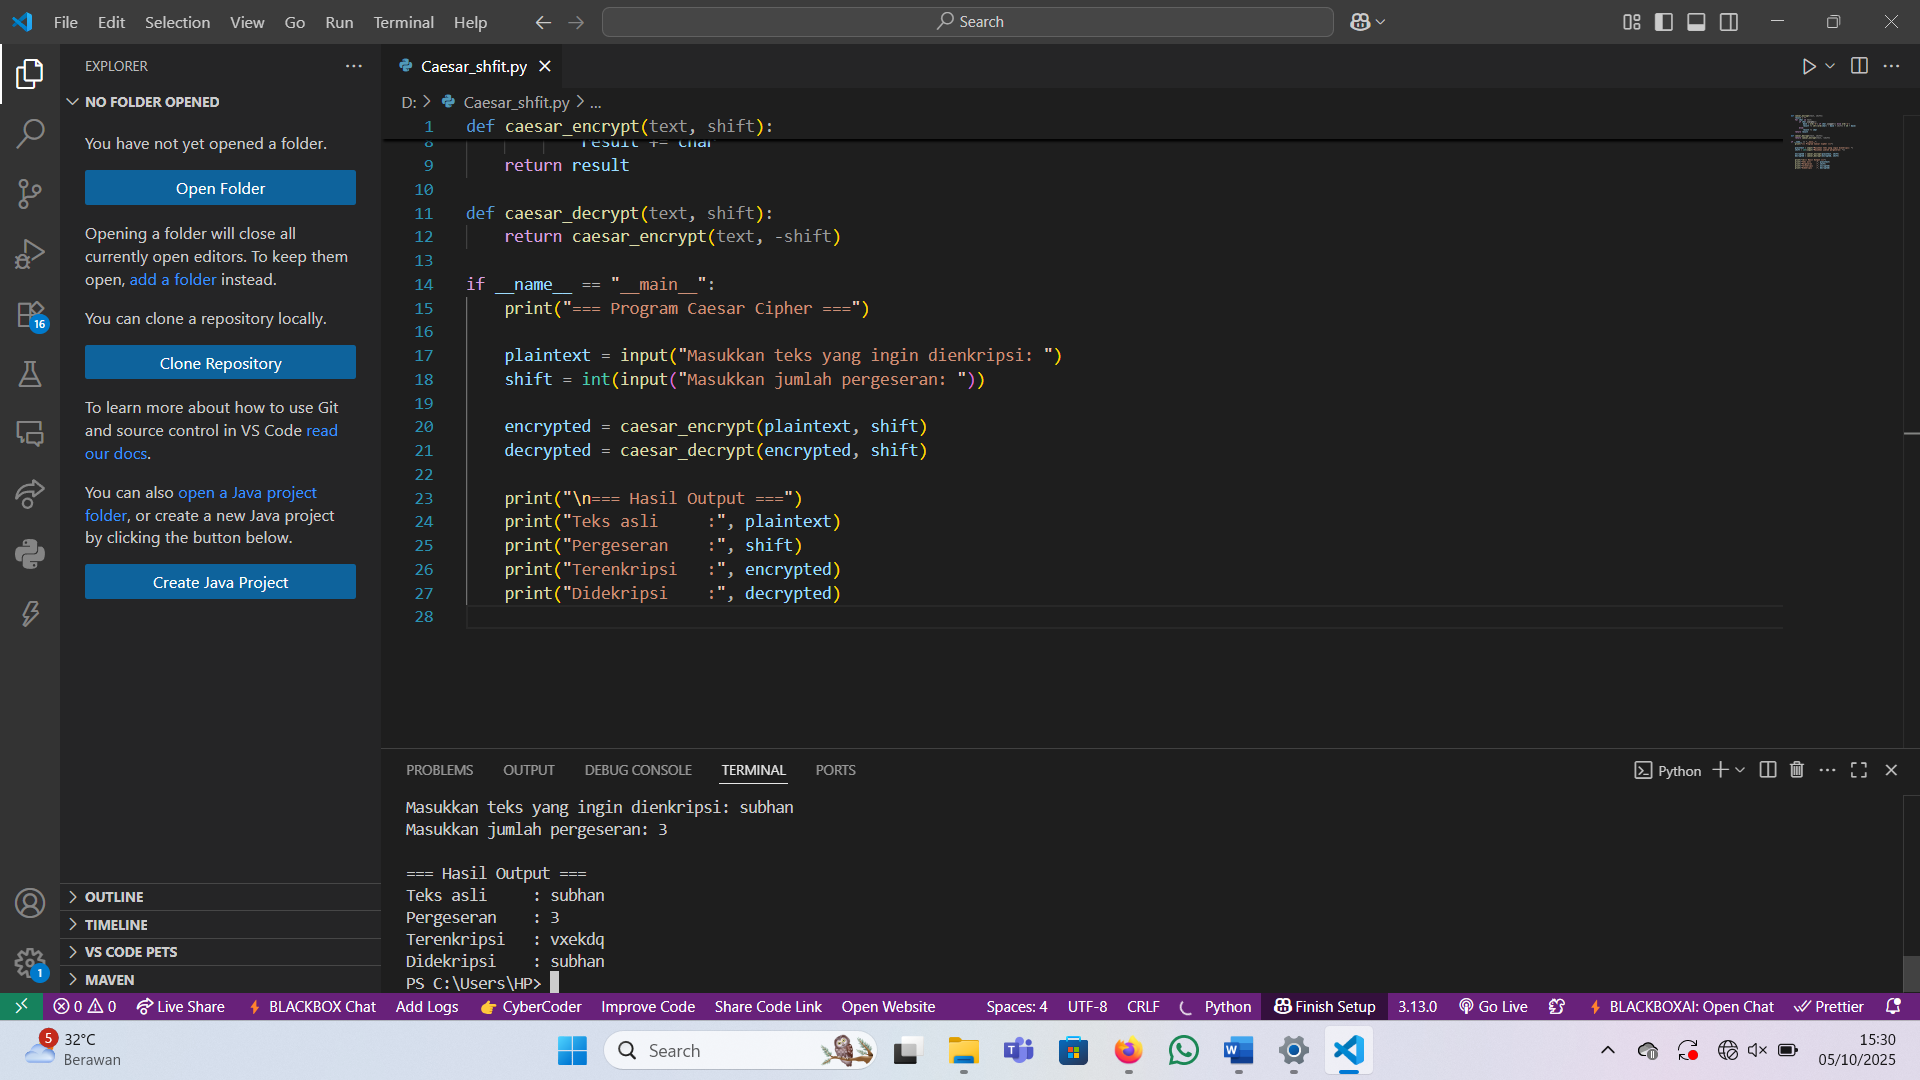 File Edit Selection View Go Run Terminal Help
Search
EXPLORER
NO FOLDER OPENED
You have not yet opened a folder.
Open Folder
Opening a folder will close all
currently open editors. To keep them
open, add a folder instead.
You can clone a repository locally.
Clone Repository
To learn more about how to use Git
and source control in VS Code read
our docs.
You can also open a Java project
folder, or create a new Java project
by clicking the button below.
Create Java Project
OUTLINE
TIMELINE
VS CODE PETS
MAVEN
16
1
Caesar_shfit.py
D: > Caesar_shfit.py > ...
1 def caesar_encrypt(text, shift):
8 result += char
9 return result
10
11 def caesar_decrypt(text, shift):
12 return caesar_encrypt(text, -shift)
13
14 if __name__ == "__main__":
15 print("=== Program Caesar Cipher ===")
16
17 plaintext = input("Masukkan teks yang ingin dienkripsi: ")
18 shift = int(input("Masukkan jumlah pergeseran: "))
19
20 encrypted = caesar_encrypt(plaintext, shift)
21 decrypted = caesar_decrypt(encrypted, shift)
22
23 print("\n=== Hasil Output ===")
24 print("Teks asli     :", plaintext)
25 print("Pergeseran    :", shift)
26 print("Terenkripsi   :", encrypted)
27 print("Didekripsi    :", decrypted)
28
PROBLEMS OUTPUT DEBUG CONSOLE TERMINAL PORTS
Python
Masukkan teks yang ingin dienkripsi: subhan
Masukkan jumlah pergeseran: 3
=== Hasil Output ===
Teks asli     : subhan
Pergeseran    : 3
Terenkripsi   : vxekdq
Didekripsi    : subhan
PS C:\Users\HP>
0 0 Live Share BLACKBOX Chat Add Logs CyberCoder Improve Code Share Code Link Open Website Spaces: 4 UTF-8 CRLF Python Finish Setup 3.13.0 Go Live BLACKBOXAI: Open Chat Prettier
5
32°C
Berawan
Search
15:30
05/10/2025